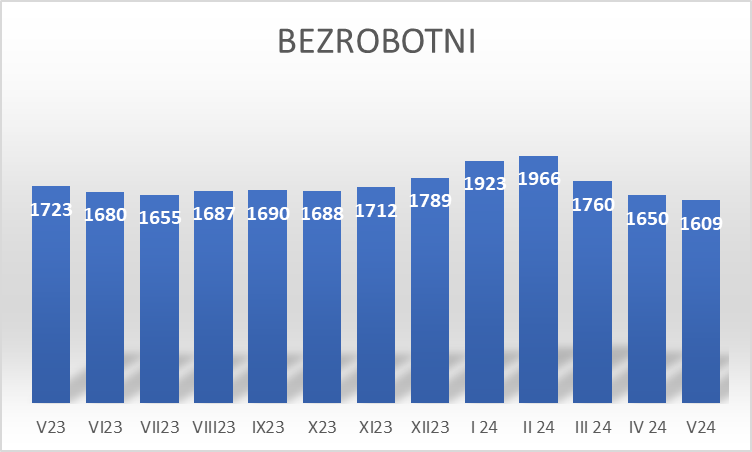 BEZROBOTNI
1723 1680 1655 1687 1690 1688 1712 1789 1923 1966 1760 1650 1609
V23 VI23 VII23 VIII23 IX23 X23 XI23 XII23 I 24 II 24 III 24 IV 24 V24